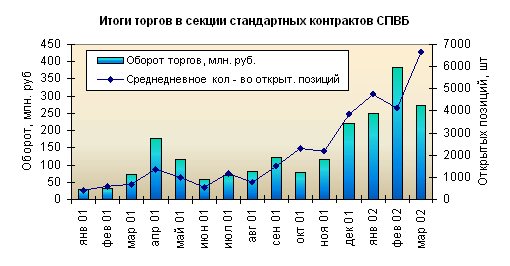 Итоги торгов в секции стандартных контрактов СПВБ
Оборот торгов, млн. руб.
Среднедневное кол - во открыт. позиций
Оборот, млн. руб
450
400
350
300
250
200
150
100
50
0
Открытых позиций, шт
7000
6000
5000
4000
3000
2000
1000
0
янв 01
фев 01
мар 01
апр 01
май 01
июн 01
июл 01
авг 01
сен 01
окт 01
ноя 01
дек 01
янв 02
фев 02
мар 02